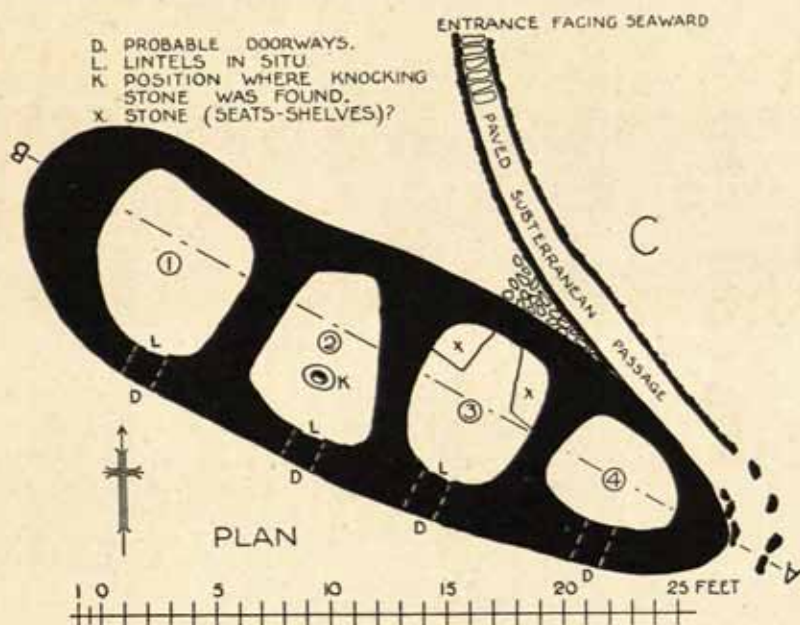 ENTRANCE FACING SEAWARD
D. PROBABLE DOORWAYS.
L. LINTELS IN SITU
K. POSITION WHERE KNOCKING
STONE WAS FOUND.
X. STONE (SEATS-SHELVES)?
PAVED SUBTERRANEAN PASSAGE
B
C
①
②
③
④
L
L
L
K
X
X
D
D
D
D
A
PLAN
1 0 5 10 15 20 25 FEET